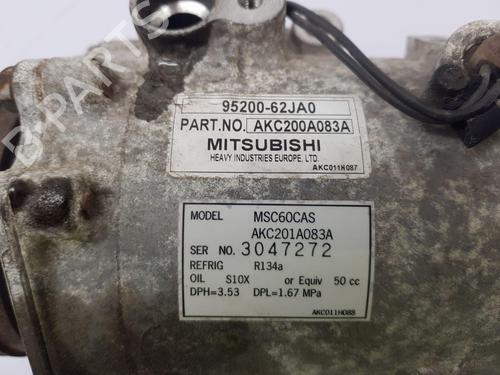 95200-62JA0
PART.NO. AKC200A083A
MITSUBISHI
HEAVY INDUSTRIES EUROPE, LTD.
AKC011H087
MODEL MSC60CAS
AKC201A083A
SER NO. 3047272
REFRIG R134a
OIL S10X or Equiv 50 cc
DPH=3.53 DPL=1.67 MPa
AKC011H088
B-PARTS